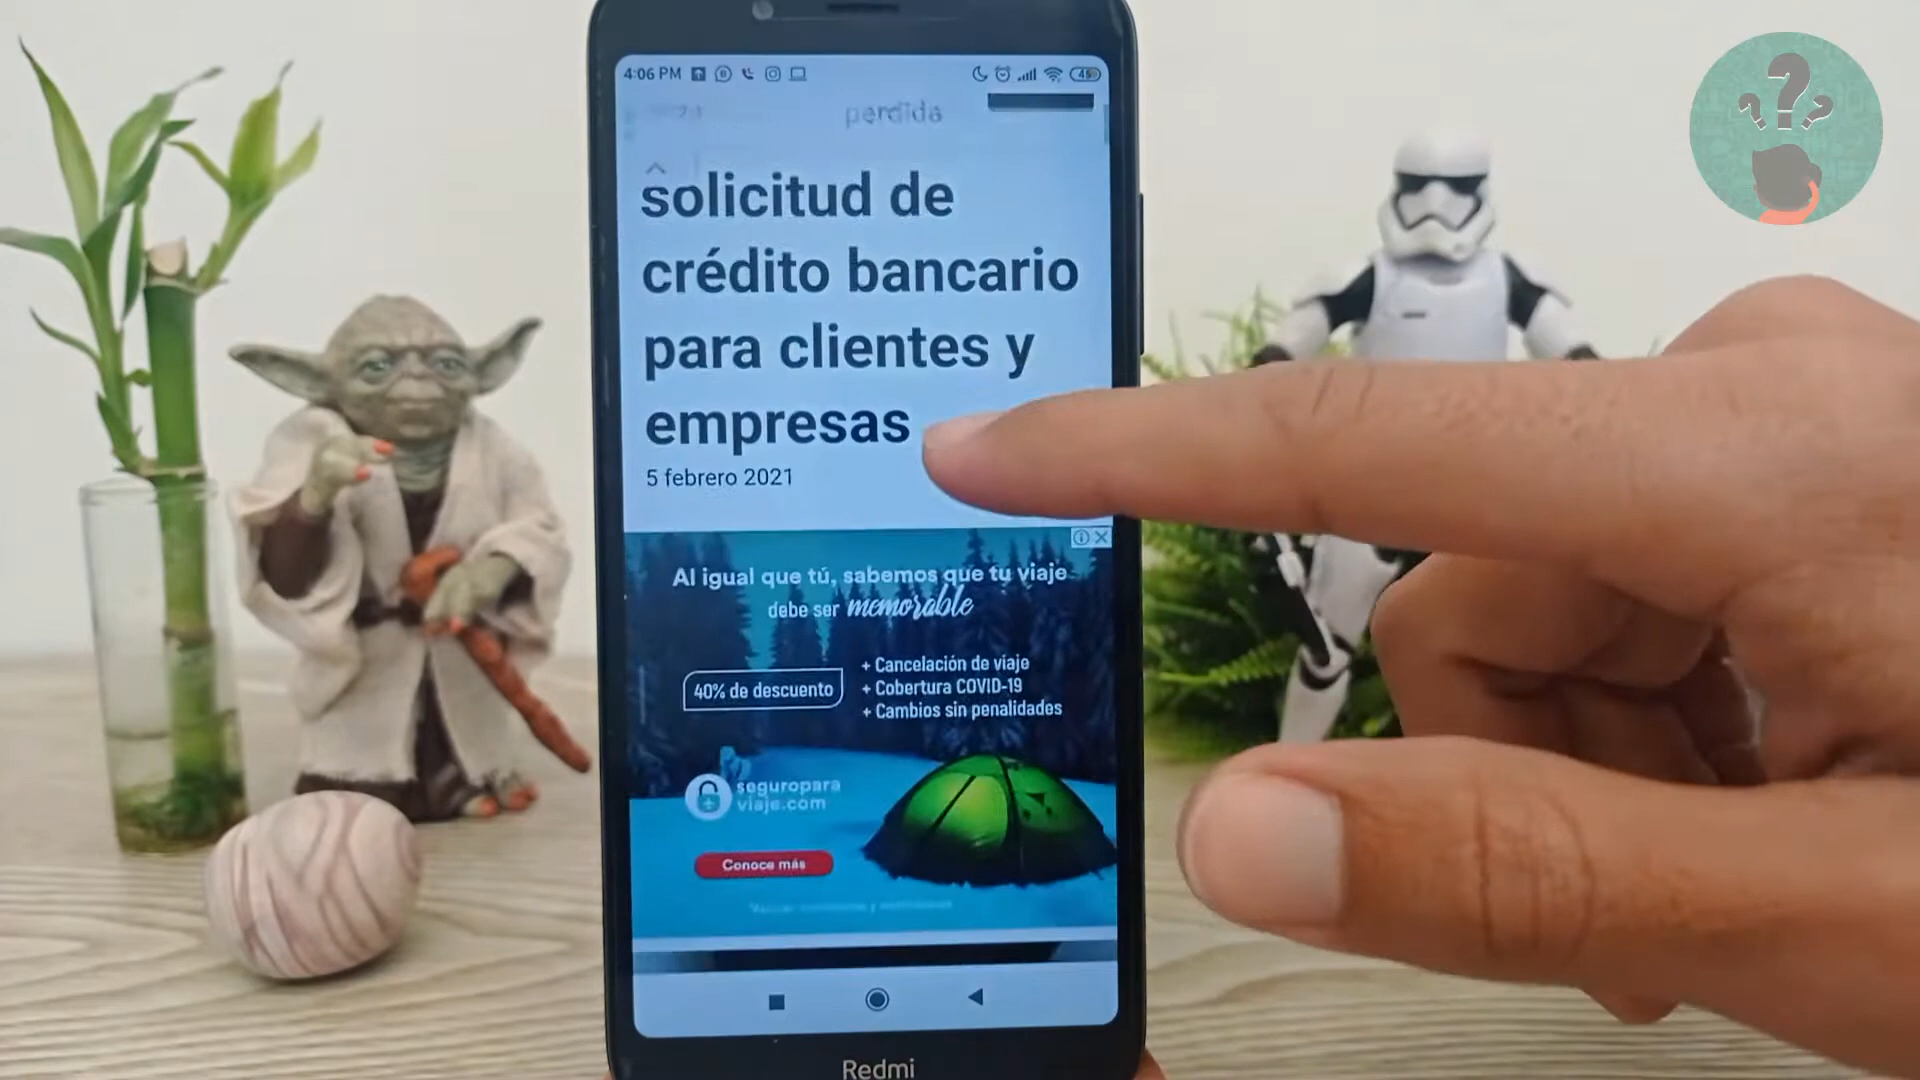 4:06 PM
45
perdida
solicitud de
crédito bancario
para clientes y
empresas
5 febrero 2021
Al igual que tú, sabemos que tu viaje
debe ser memorable
40% de descuento
+ Cancelación de viaje
+ Cobertura COVID-19
+ Cambios sin penalidades
seguropara
viaje.com
Conoce más
Redmi